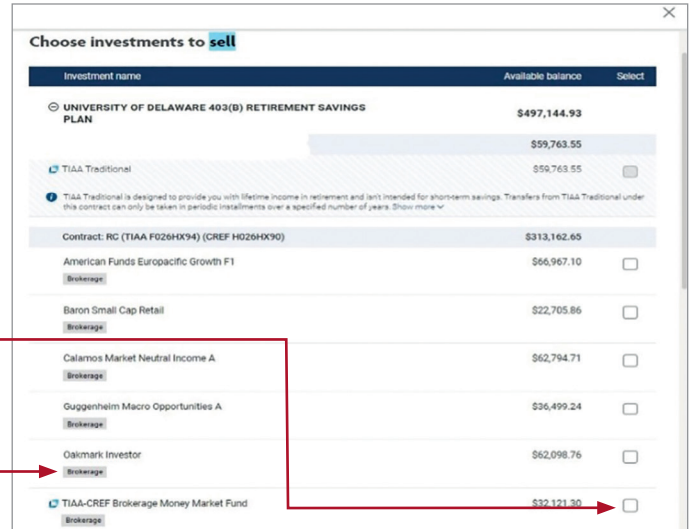 Choose investments to sell
Investment name Available balance Select
UNIVERSITY OF DELAWARE 403(B) RETIREMENT SAVINGS
PLAN $497,144.93
$59,763.55
TIAA Traditional $59,763.55
TIAA Traditional is designed to provide you with lifetime income in retirement and isn't intended for short-term savings. Transfers from TIAA Traditional under
this contract can only be taken in periodic installments over a specified number of years. Show more
Contract: RC (TIAA F026HX94) (CREF H026HX90) $313,162.65
American Funds Europacific Growth F1 $66,967.10
Brokerage
Baron Small Cap Retail $22,705.86
Brokerage
Calamos Market Neutral Income A $62,794.71
Brokerage
Guggenheim Macro Opportunities A $36,499.24
Brokerage
Oakmark Investor $62,098.76
Brokerage
TIAA-CREF Brokerage Money Market Fund $32,121.30
Brokerage